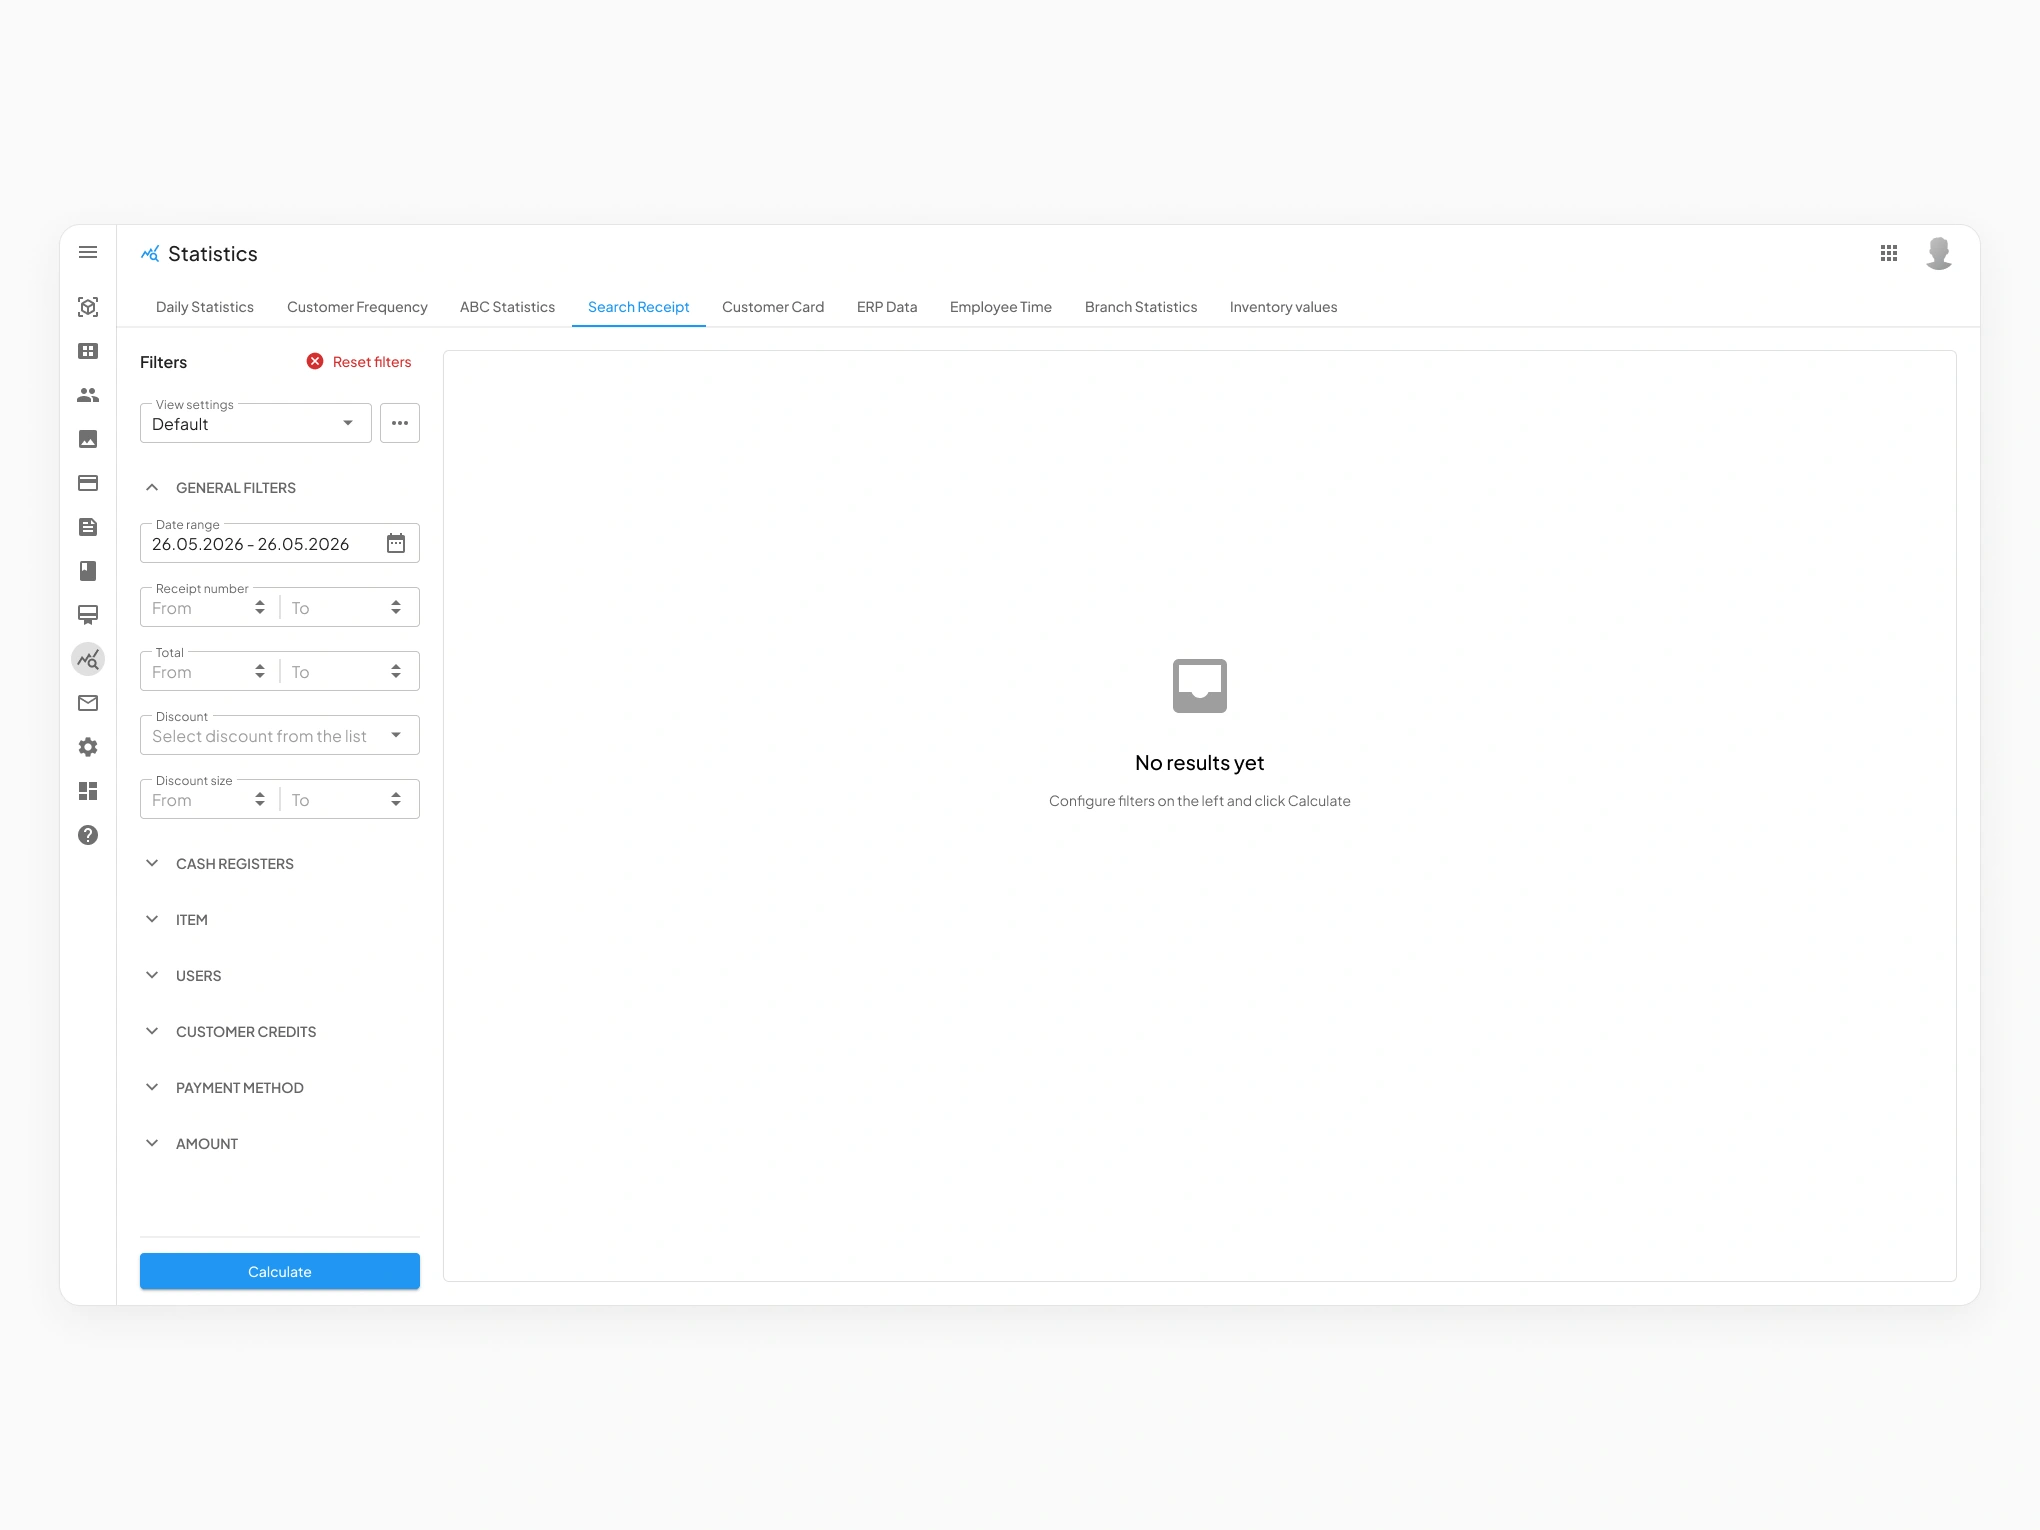 Statistics
Daily Statistics Customer Frequency ABC Statistics Search Receipt Customer Card ERP Data Employee Time Branch Statistics Inventory values
Filters Reset filters
View settings
Default
GENERAL FILTERS
Date range
26.05.2026 - 26.05.2026
Receipt number
From To
Total
From To
Discount
Select discount from the list
Discount size
From To
CASH REGISTERS
ITEM
USERS
CUSTOMER CREDITS
PAYMENT METHOD
AMOUNT
Calculate
No results yet
Configure filters on the left and click Calculate